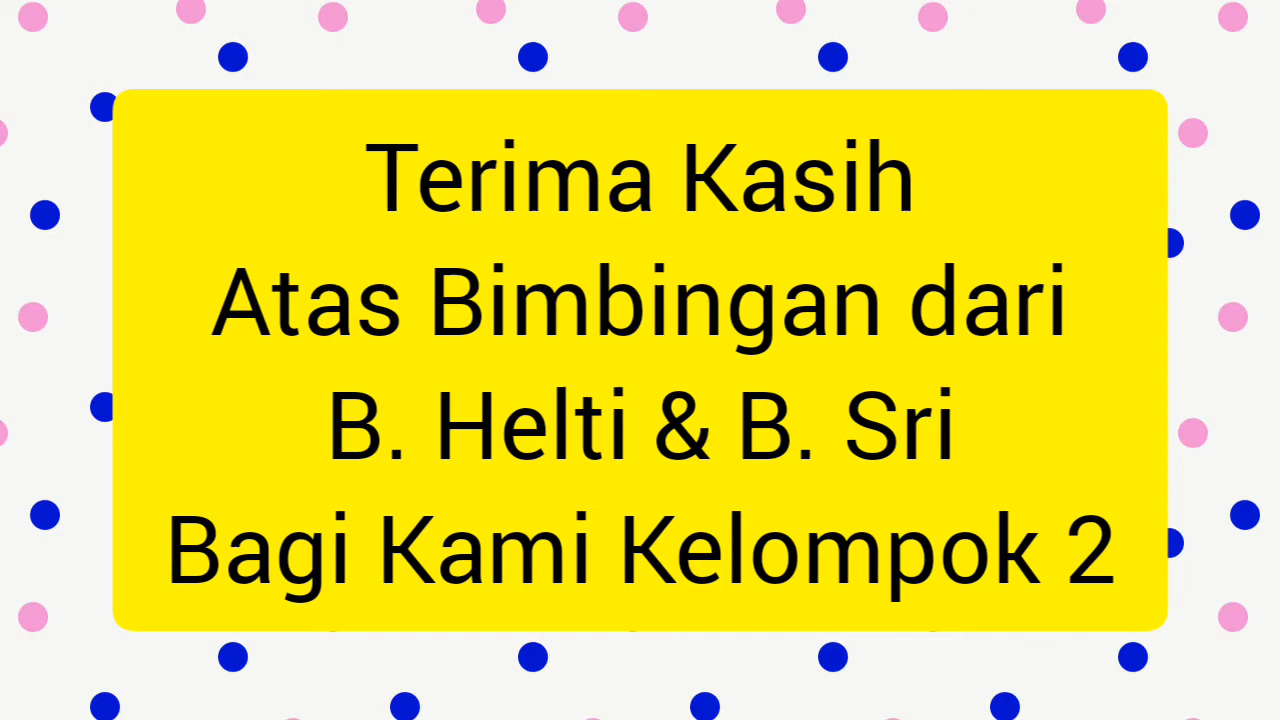 Terima Kasih
Atas Bimbingan dari
B. Helti & B. Sri
Bagi Kami Kelompok 2